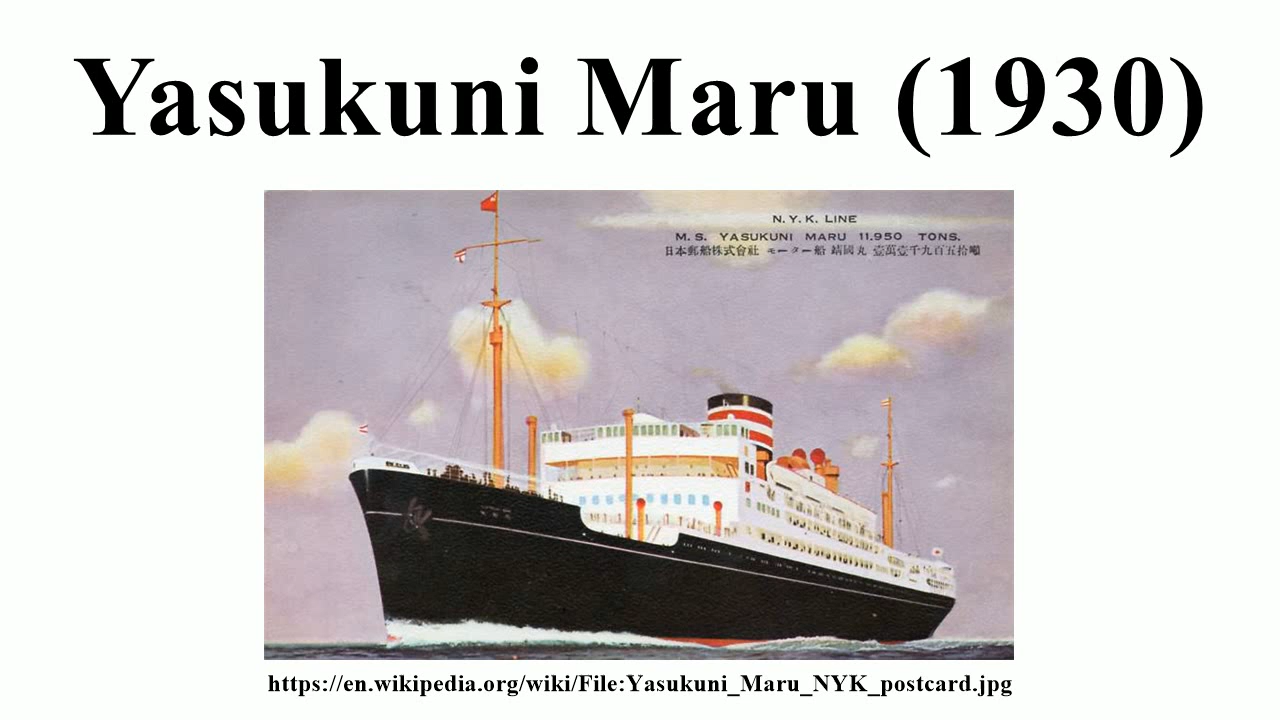 Yasukuni Maru (1930)
N.Y.K. LINE
M.S. YASUKUNI MARU 11.950 TONS.
日本郵船株式會社 モーター船 靖國丸 壹萬壹千九百五拾噸
https://en.wikipedia.org/wiki/File:Yasukuni_Maru_NYK_postcard.jpg